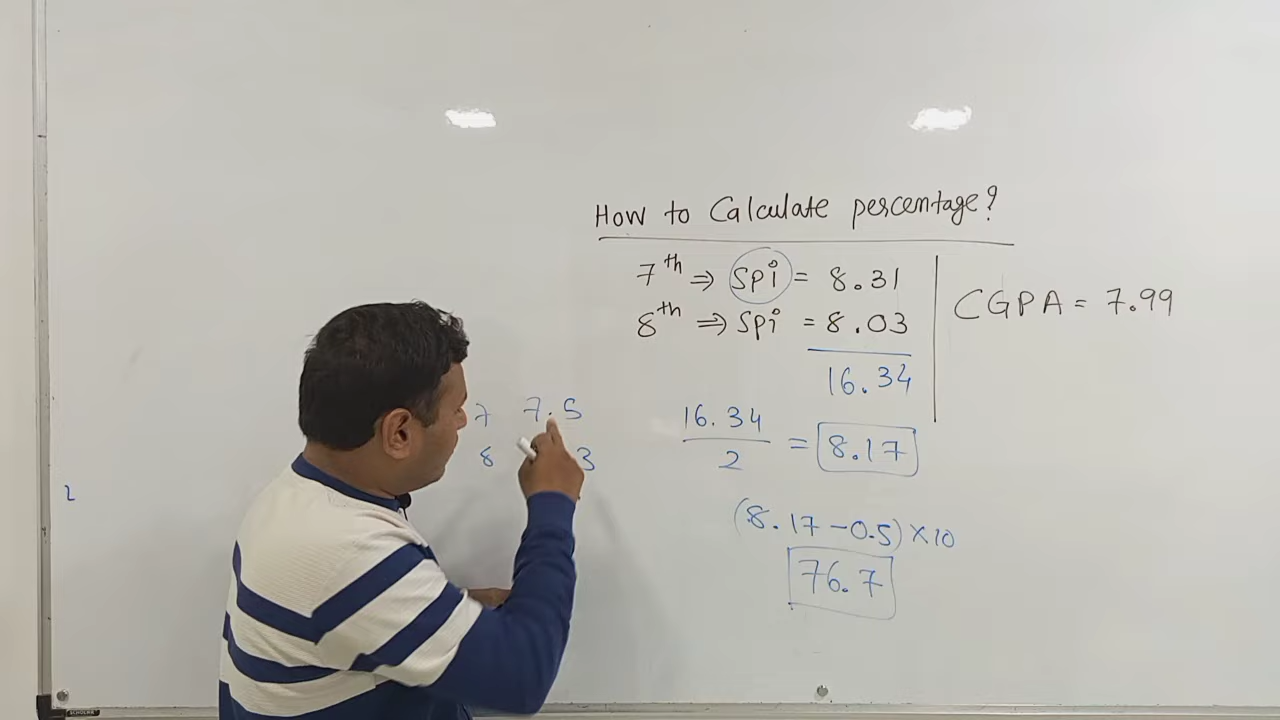 How to Calculate percentage?
7th ⇒ Spi = 8.31
8th ⇒ Spi = 8.03
16.34
CGPA = 7.99
16.34
2
= 8.17
(8.17 - 0.5) × 10
76.7
7 7.5
8 3
2